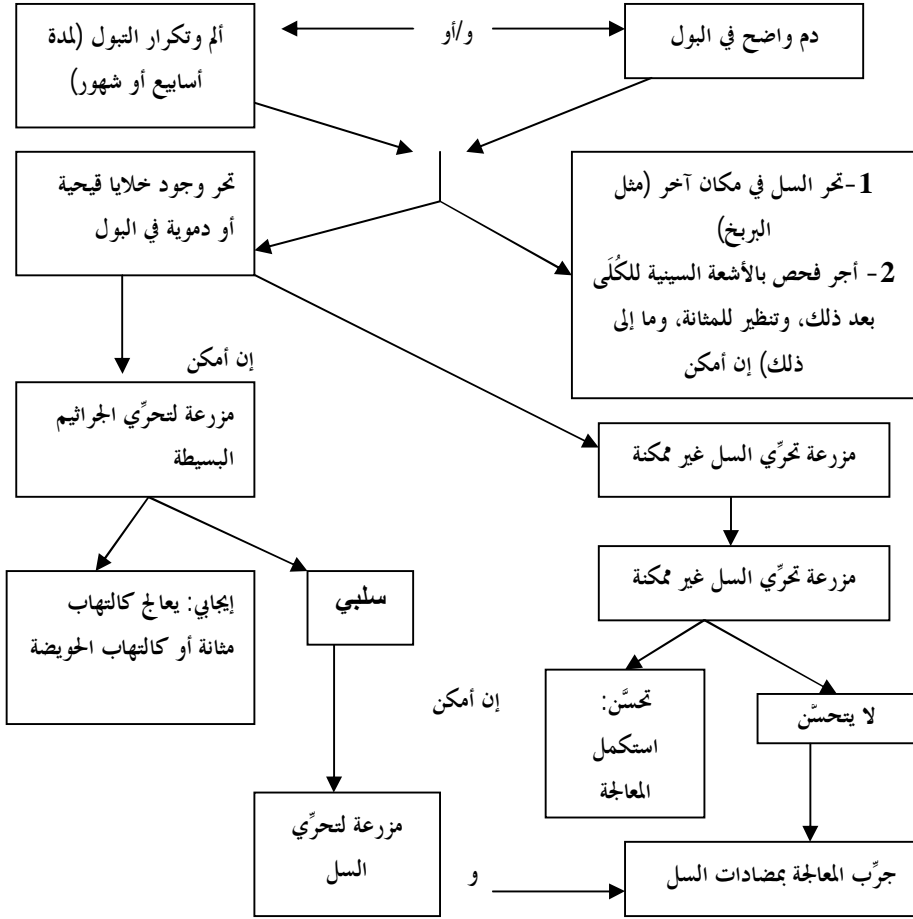 دم واضح في البول
و/أو
ألم وتكرار التبول (لمدة
أسابيع أو شهور)
1-تحر السل في مكان آخر (مثل
البربخ)
2- أجر فحص بالأشعة السينية للكُلَى
بعد ذلك، وتنظير للمثانة، وما إلى
ذلك) إن أمكن
تحر وجود خلايا قيحية
أو دموية في البول
إن أمكن
مزرعة لتحرِّي الجراثيم
البسيطة
مزرعة تحرِّي السل غير ممكنة
مزرعة تحرِّي السل غير ممكنة
سلبي
إيجابي: يعالج كالتهاب
مثانة أو كالتهاب الحويضة
لا يتحسَّن
تحسَّن:
استكمل
المعالجة
إن أمكن
مزرعة لتحرِّي
السل
و
جرِّب المعالجة بمضادات السل